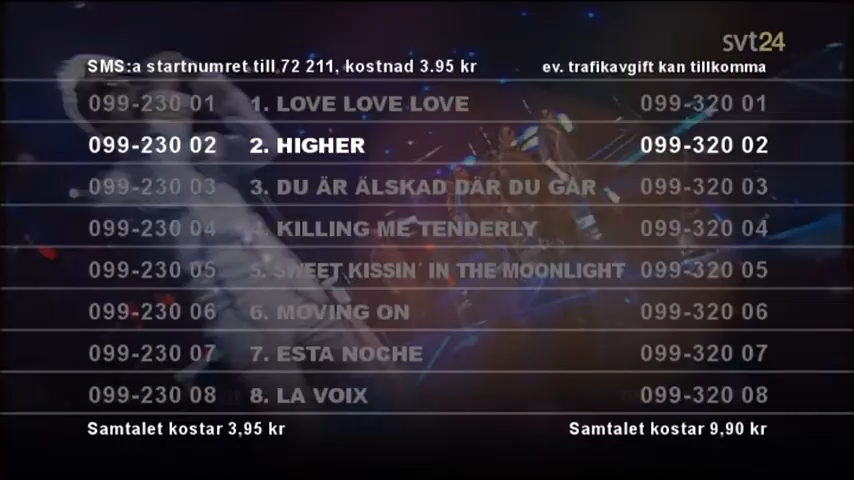 svt24
SMS:a startnumret till 72 211, kostnad 3.95 kr ev. trafikavgift kan tillkomma
099-230 01 1. LOVE LOVE LOVE 099-320 01
099-230 02 2. HIGHER 099-320 02
099-230 03 3. DU ÄR ÄLSKAD DÄR DU GÅR 099-320 03
099-230 04 4. KILLING ME TENDERLY 099-320 04
099-230 05 5. SWEET KISSIN´ IN THE MOONLIGHT 099-320 05
099-230 06 6. MOVING ON 099-320 06
099-230 07 7. ESTA NOCHE 099-320 07
099-230 08 8. LA VOIX 099-320 08
Samtalet kostar 3,95 kr Samtalet kostar 9,90 kr